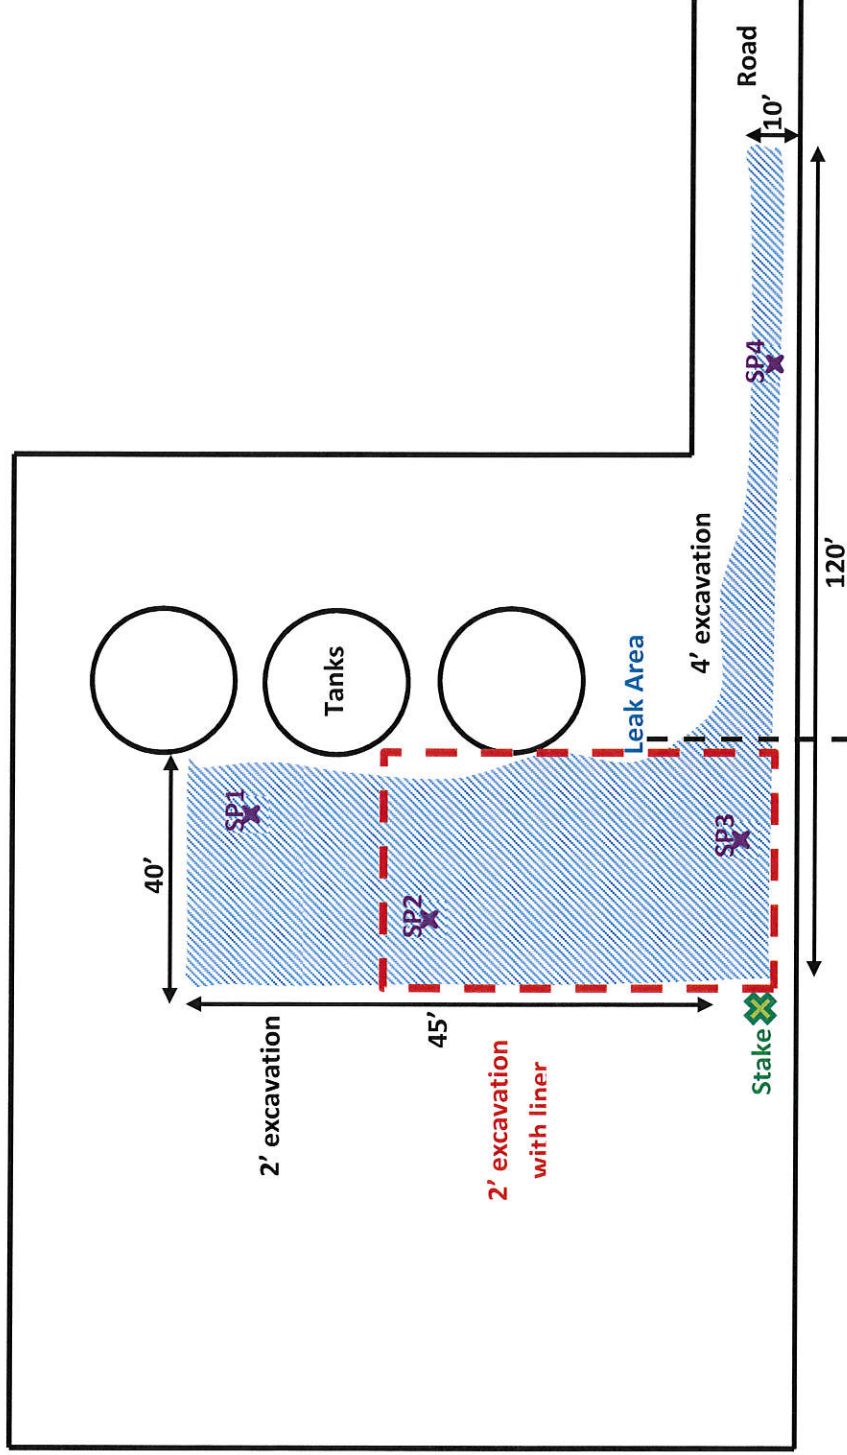 Road
10'
SP4
120'
4' excavation
Leak Area
Tanks
40'
SP1
SP2
SP3
45'
2' excavation
2' excavation
with liner
Stake